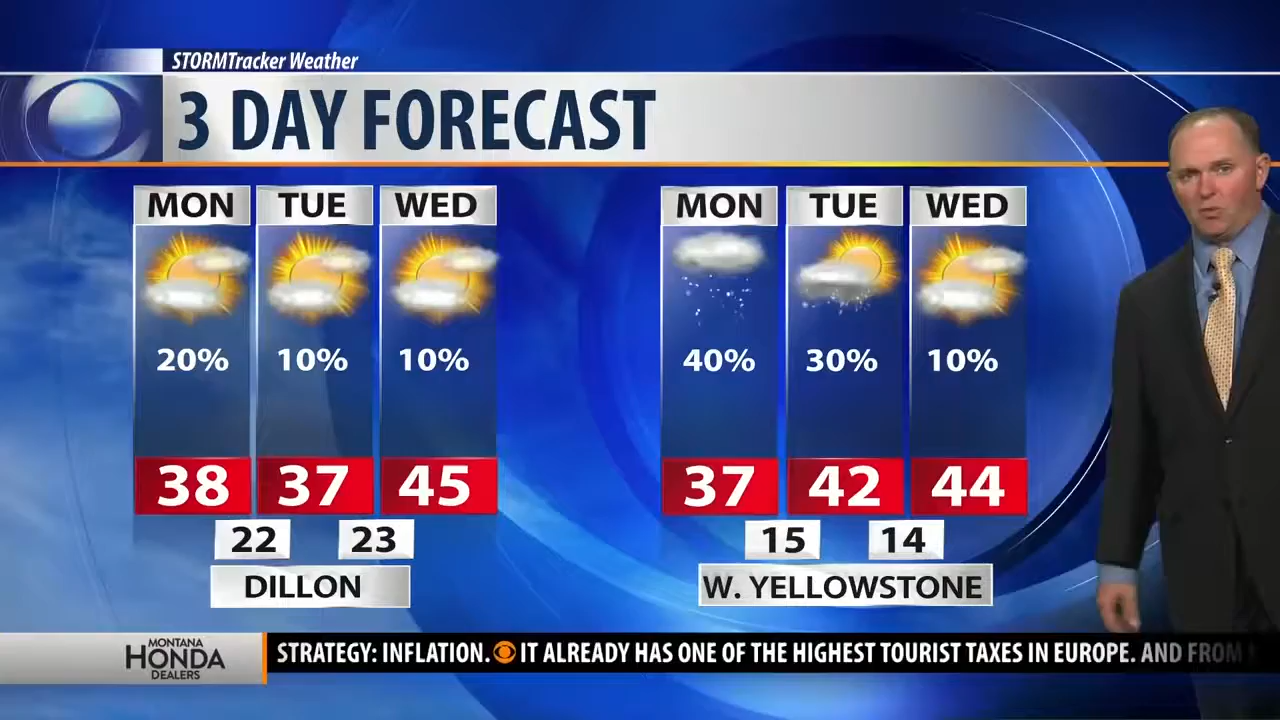 STORMTracker Weather
3 DAY FORECAST
MON TUE WED
20% 10% 10%
38 37 45
22 23
DILLON
MON TUE WED
40% 30% 10%
37 42 44
15 14
W. YELLOWSTONE
MONTANA
HONDA
DEALERS
STRATEGY: INFLATION. IT ALREADY HAS ONE OF THE HIGHEST TOURIST TAXES IN EUROPE. AND FROM